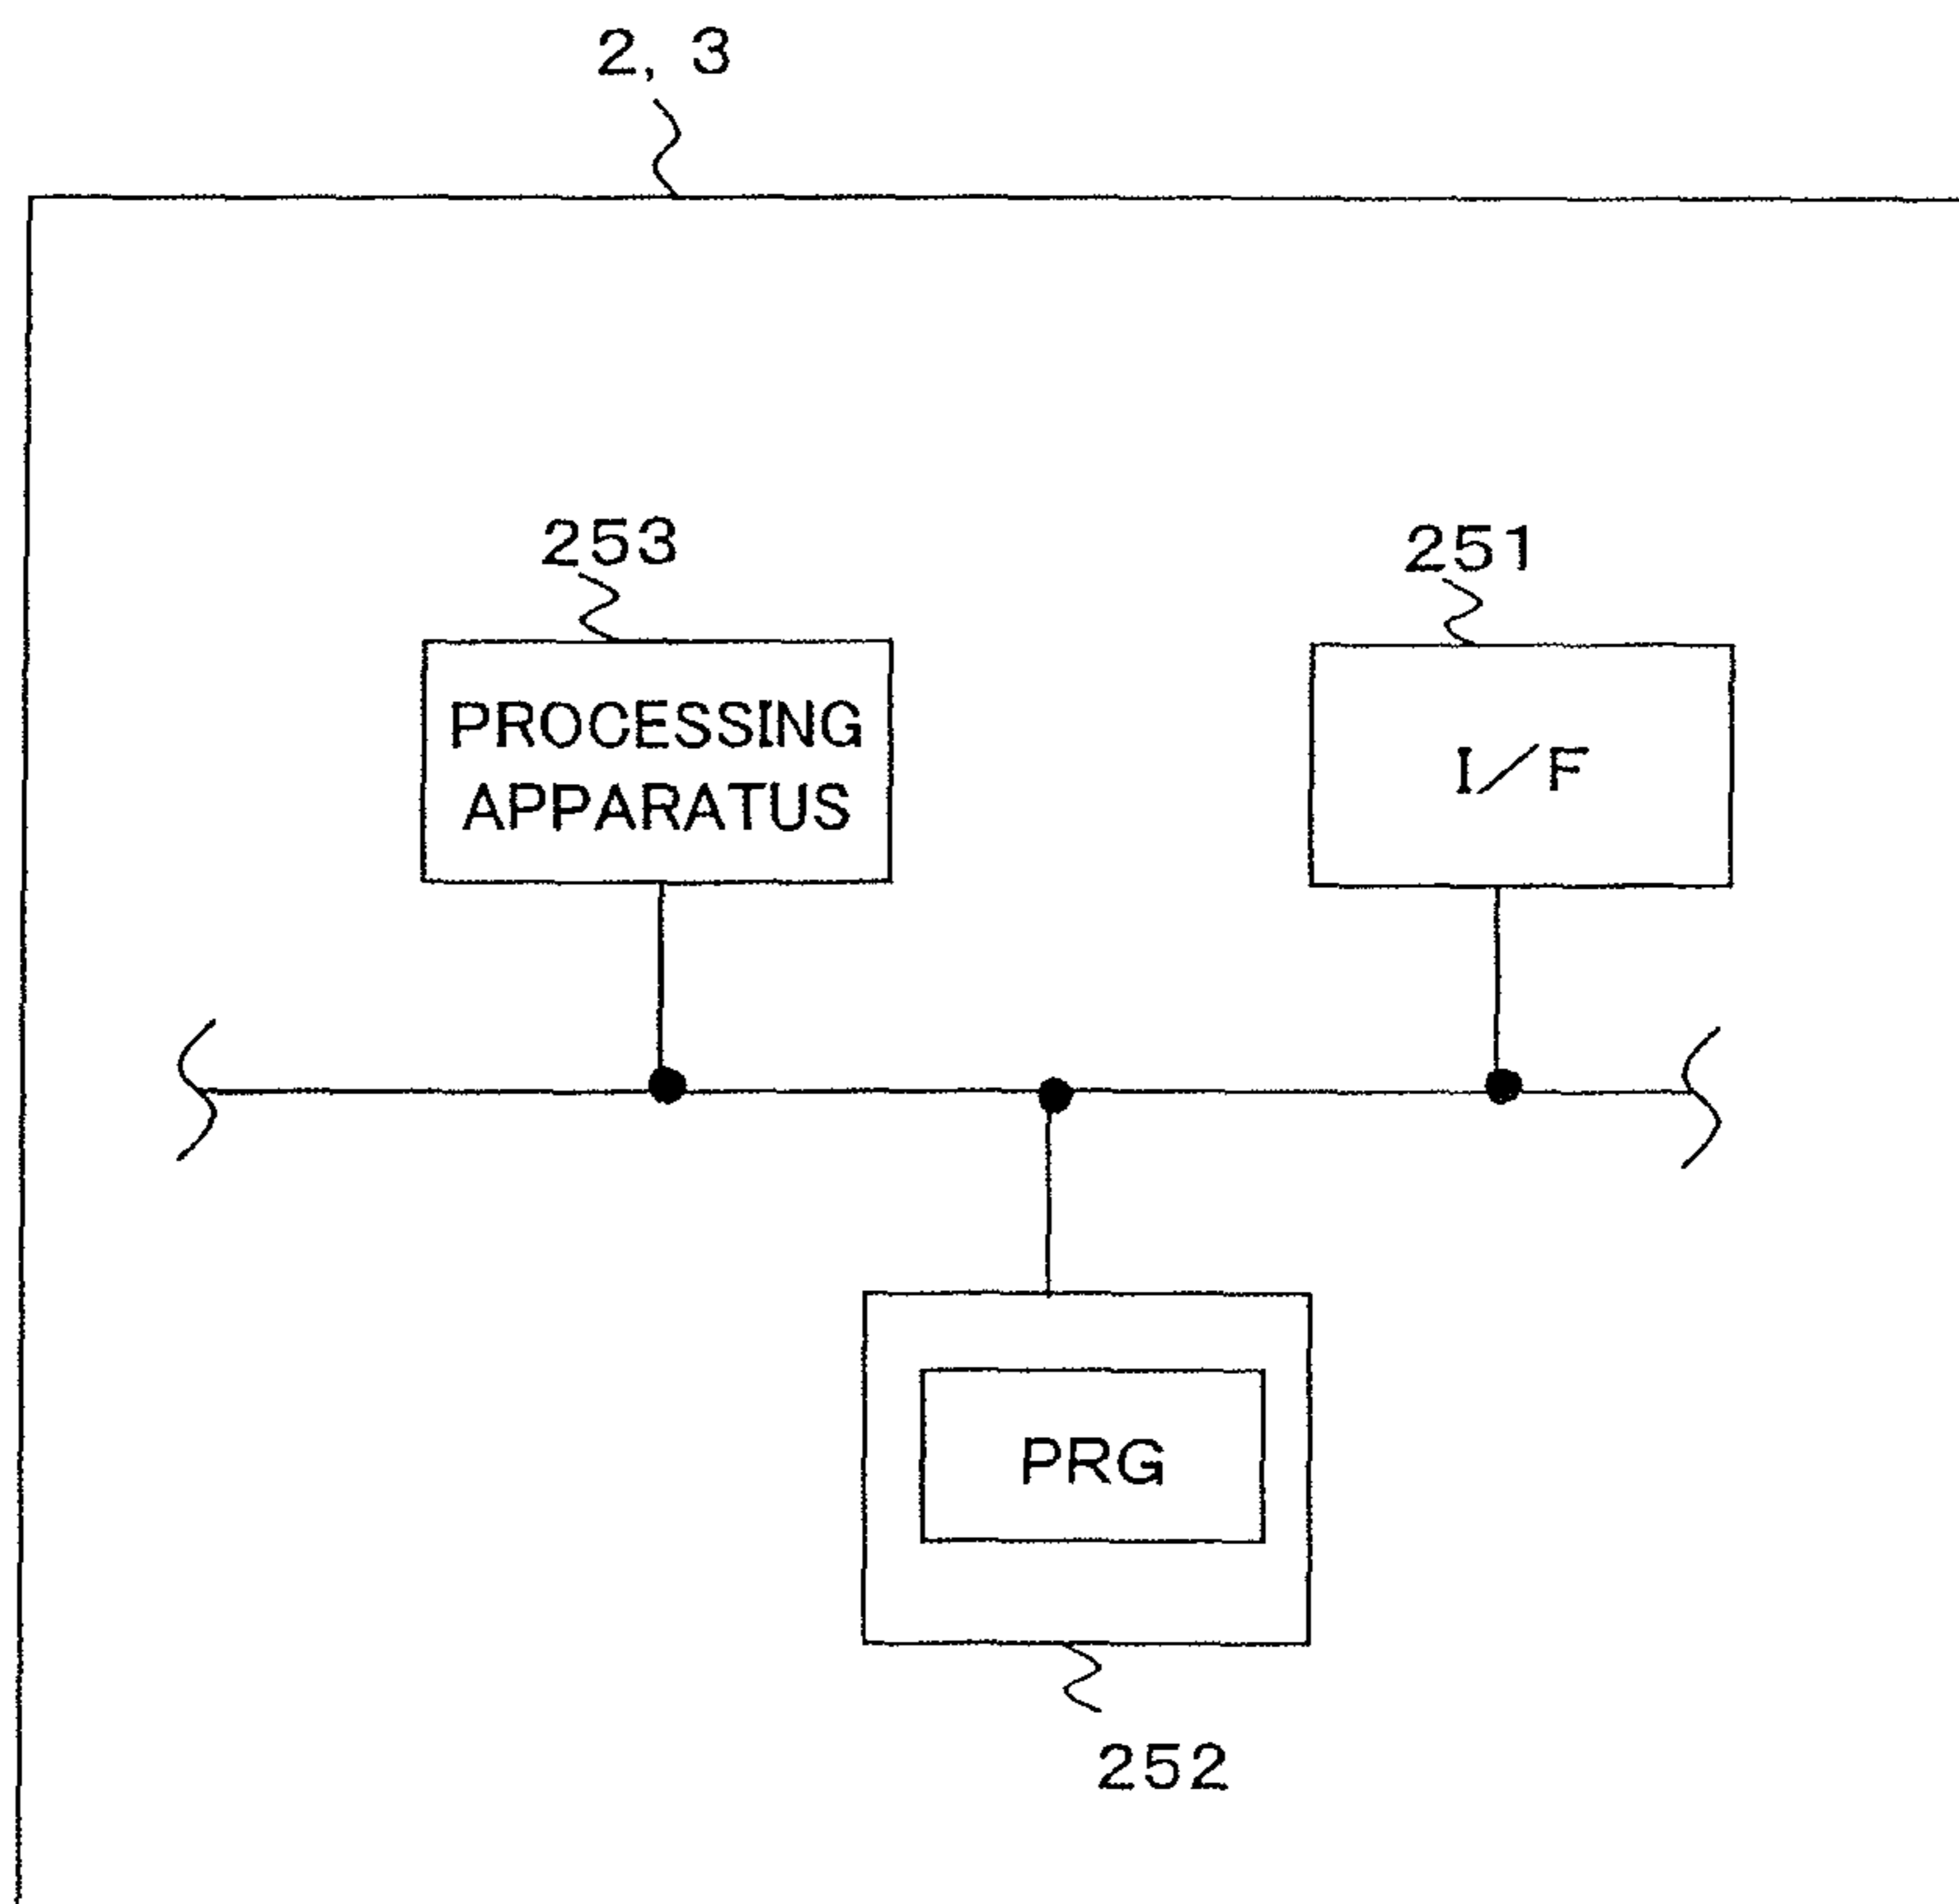 2, 3
253
251
PROCESSING
APPARATUS
I/F
PRG
252